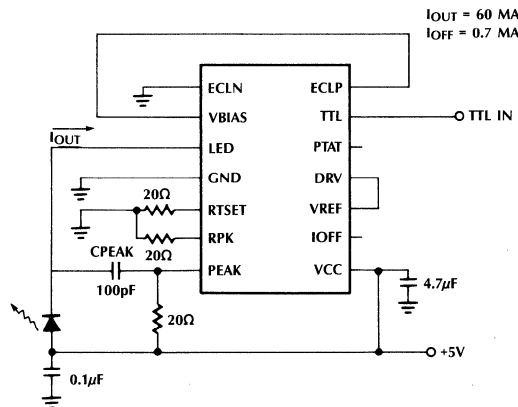 IOUT = 60 MA
IOFF = 0.7 MA
ECLN ECLP
VBIAS TTL TTL IN
IOUT
LED PTAT
GND DRV
20Ω RTSET VREF
RPK IOFF
20Ω
CPEAK PEAK VCC
100pF 4.7µF
20Ω
+5V
0.1µF